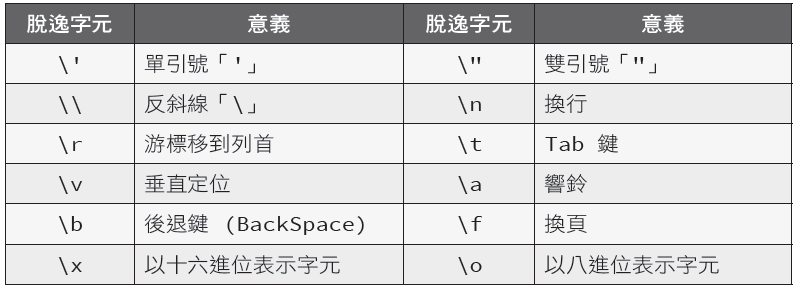 脫逸字元 意義 脫逸字元 意義
\' 單引號「'」 \" 雙引號「"」
\\ 反斜線「\」 \n 換行
\r 游標移到列首 \t Tab 鍵
\v 垂直定位 \a 響鈴
\b 後退鍵 (BackSpace) \f 換頁
\x 以十六進位表示字元 \o 以八進位表示字元